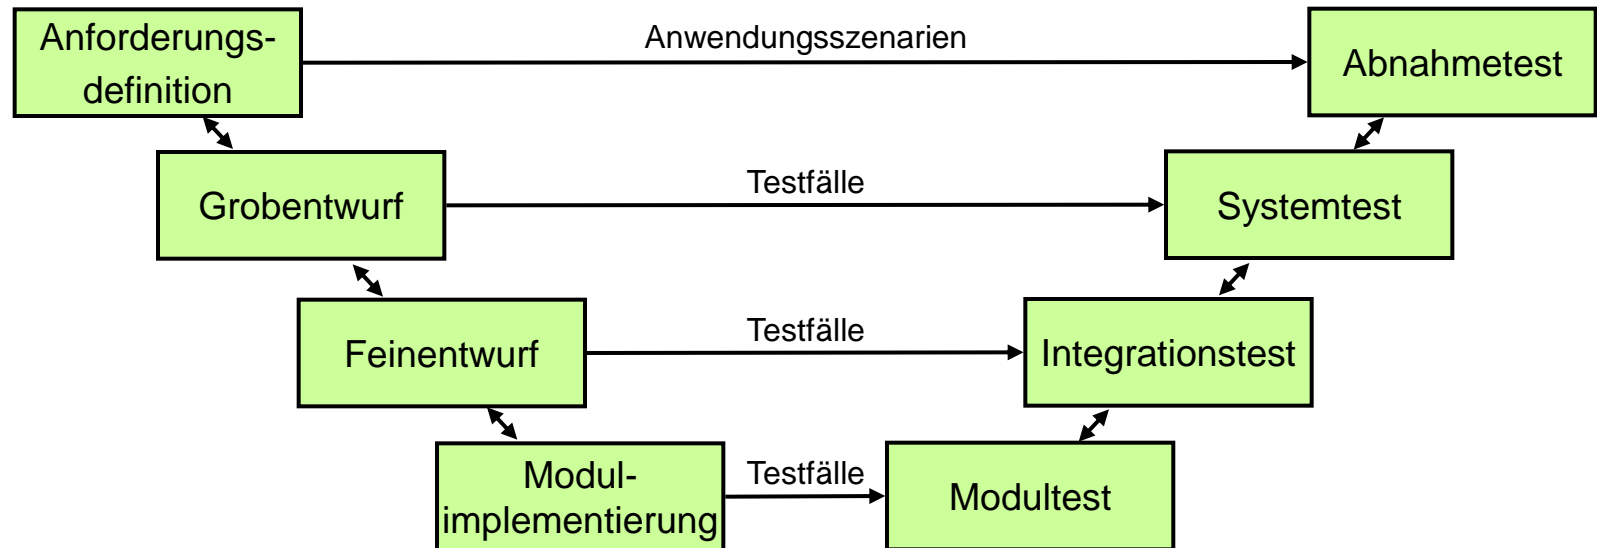 Anforderungs-
definition
Anwendungsszenarien
Abnahmetest
Grobentwurf
Testfälle
Systemtest
Feinentwurf
Testfälle
Integrationstest
Modul-
implementierung
Testfälle
Modultest